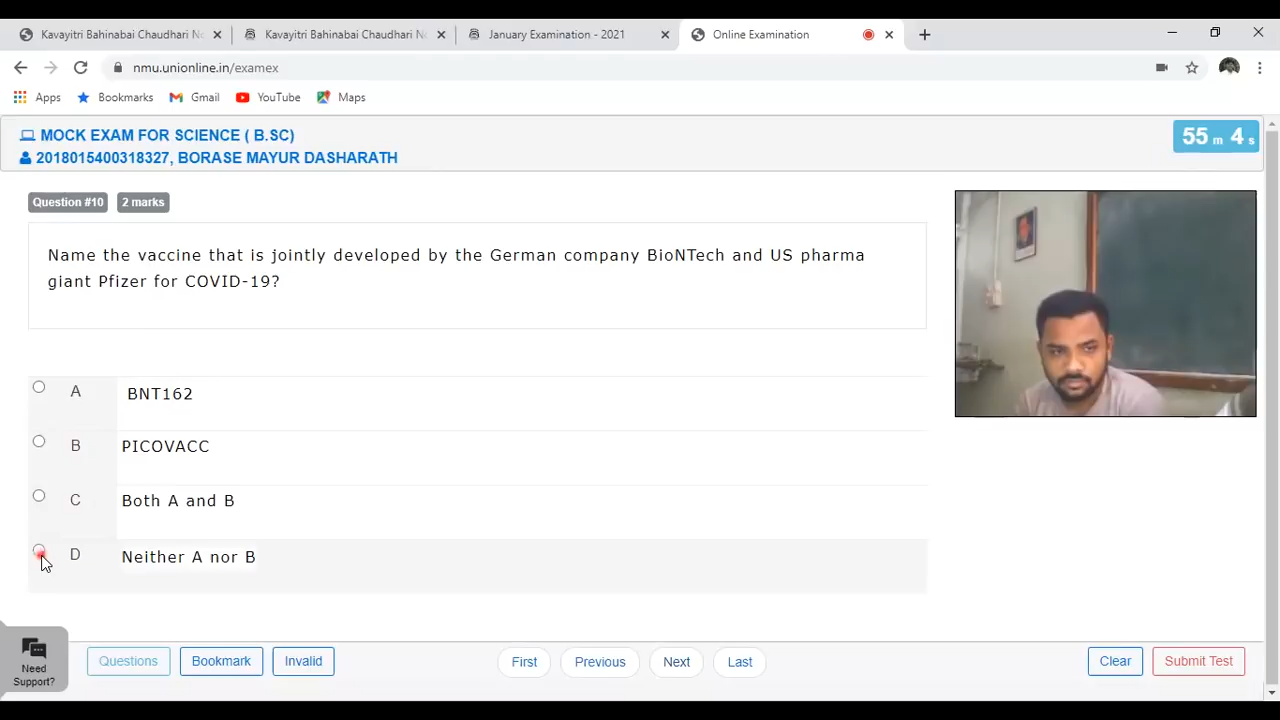 Kavayitri Bahinabai Chaudhari No
Kavayitri Bahinabai Chaudhari No
January Examination - 2021
Online Examination
nmu.unionline.in/examex
Apps
Bookmarks
Gmail
YouTube
Maps
MOCK EXAM FOR SCIENCE ( B.SC)
2018015400318327, BORASE MAYUR DASHARATH
55 m 4 s
Question #10
2 marks
Name the vaccine that is jointly developed by the German company BioNTech and US pharma
giant Pfizer for COVID-19?
A BNT162
B PICOVACC
C Both A and B
D Neither A nor B
Need
Support?
Questions
Bookmark
Invalid
First
Previous
Next
Last
Clear
Submit Test